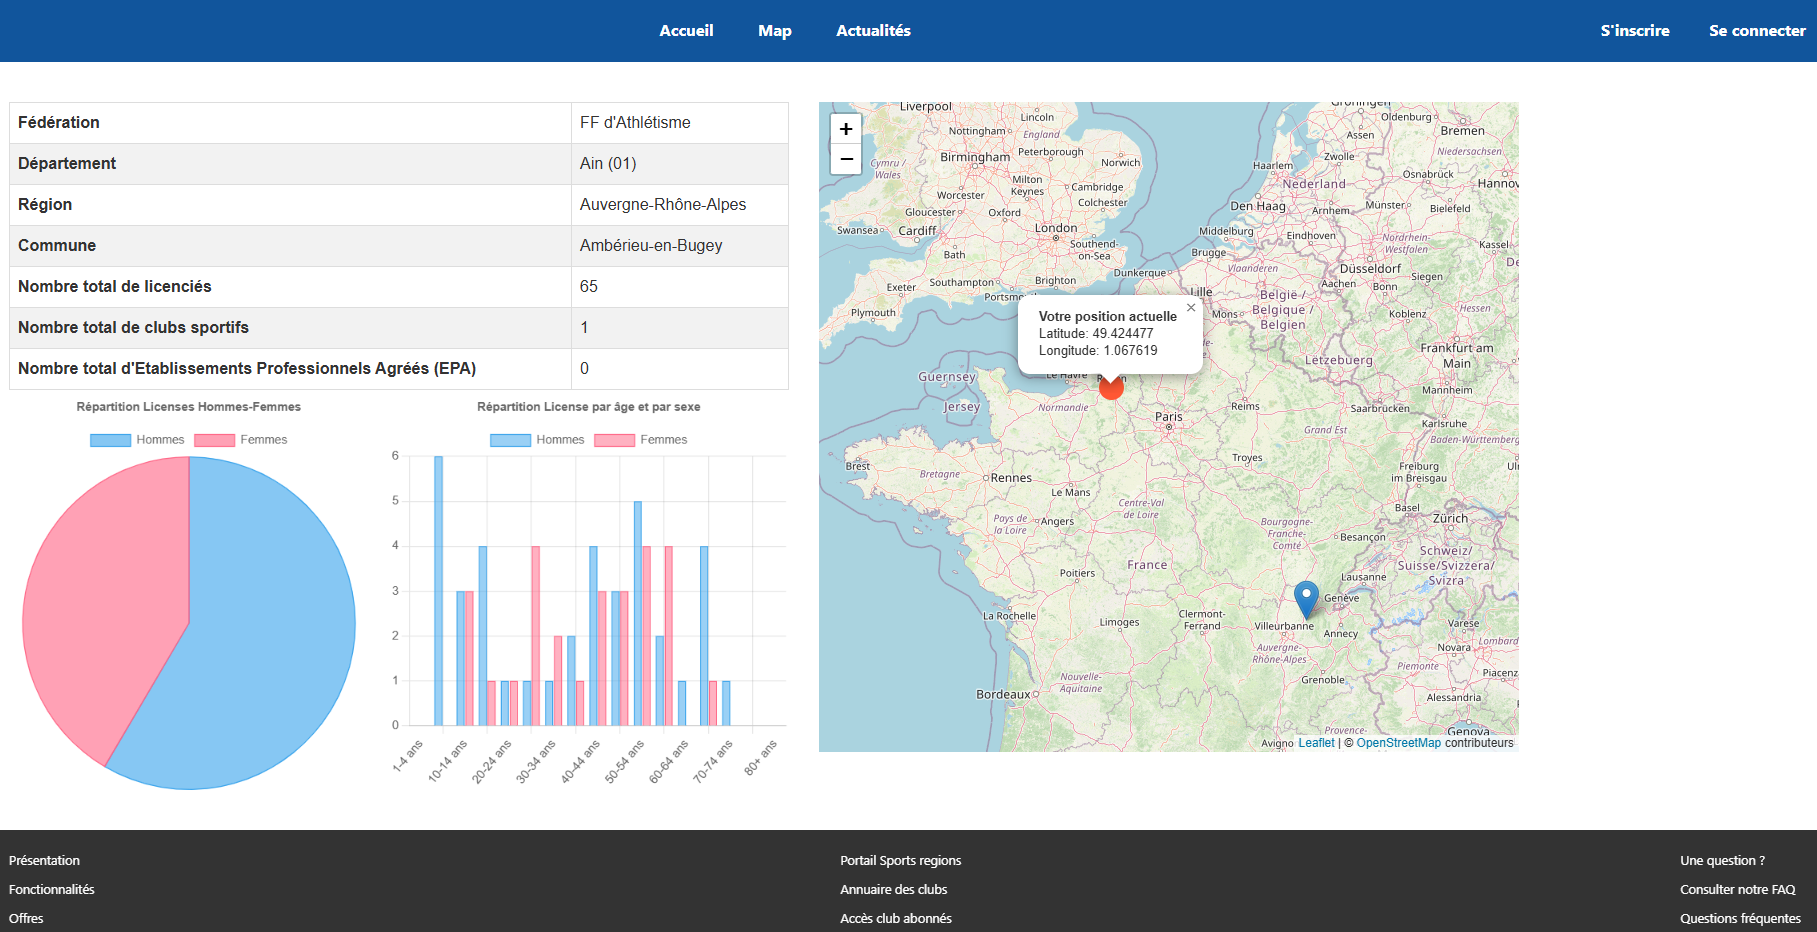 Accueil Map Actualités S'inscrire Se connecter
Fédération FF d'Athlétisme
Département Ain (01)
Région Auvergne-Rhône-Alpes
Commune Ambérieu-en-Bugey
Nombre total de licenciés 65
Nombre total de clubs sportifs 1
Nombre total d'Etablissements Professionnels Agréés (EPA) 0
Répartition Licenses Hommes-Femmes
Hommes Femmes
Répartition License par âge et par sexe
Hommes Femmes
6
5
4
3
2
1
0
1-4 ans
10-14 ans
20-24 ans
30-34 ans
40-44 ans
50-54 ans
60-64 ans
70-74 ans
80+ ans
+
−
Liverpool
Lincoln
Nottingham
England
Birmingham
Peterborough
Norwich
Cymru /
Wales
Worcester
Milton
Keynes
Cambridge
Colchester
Gloucester
Oxford
Swansea
Cardiff
London
Southend-
on-Sea
Bath
Brighton
Exeter
Southampton
Plymouth
Groningen
Oldenburg
Bremen
Assen
Niedersachsen
Zwolle
Haarlem
Nederland
Osnabrück
Hannov
Den Haag
Arnhem
Münster
Bielefeld
Middelburg
Eindhoven
Nordrhein-
Westfalen
Kassel
Brugge
Dunkerque
Vlaanderen
Düsseldorf
Siegen
Aachen
Bonn
Lille
België /
Belgique /
Belgien
Mons
Koblenz
Lëtzebuerg
Frankfurt am
Main
Mannheim
Votre position actuelle
Latitude: 49.424477
Longitude: 1.067619
×
Guernsey
Jersey
Le Havre
Normandie
Paris
Reims
Saarbrücken
Karlsruhe
Grand Est
Baden-Württemberg
Troyes
Freiburg
im Breisgau
Brest
Bretagne
Rennes
Le Mans
Centre-Val
de Loire
Pays de
la Loire
Angers
Bourgogne-
Franche-
Comté
Besançon
Basel
Zürich
Schweiz/
Suisse/Svizzera/
Svizra
Poitiers
France
Lausanne
Genève
La Rochelle
Limoges
Clermont-
Ferrand
Villeurbanne
Annecy
Varese
Lombard
Auvergne-
Rhône-Alpes
Novara
Piemonte
Piacenz
Bordeaux
Nouvelle-
Aquitaine
Grenoble
Alessandria
Provence-
Genova
Avigno
Leaflet | © OpenStreetMap contributeurs
Présentation
Fonctionnalités
Offres
Portail Sports regions
Annuaire des clubs
Accès club abonnés
Une question ?
Consulter notre FAQ
Questions fréquentes